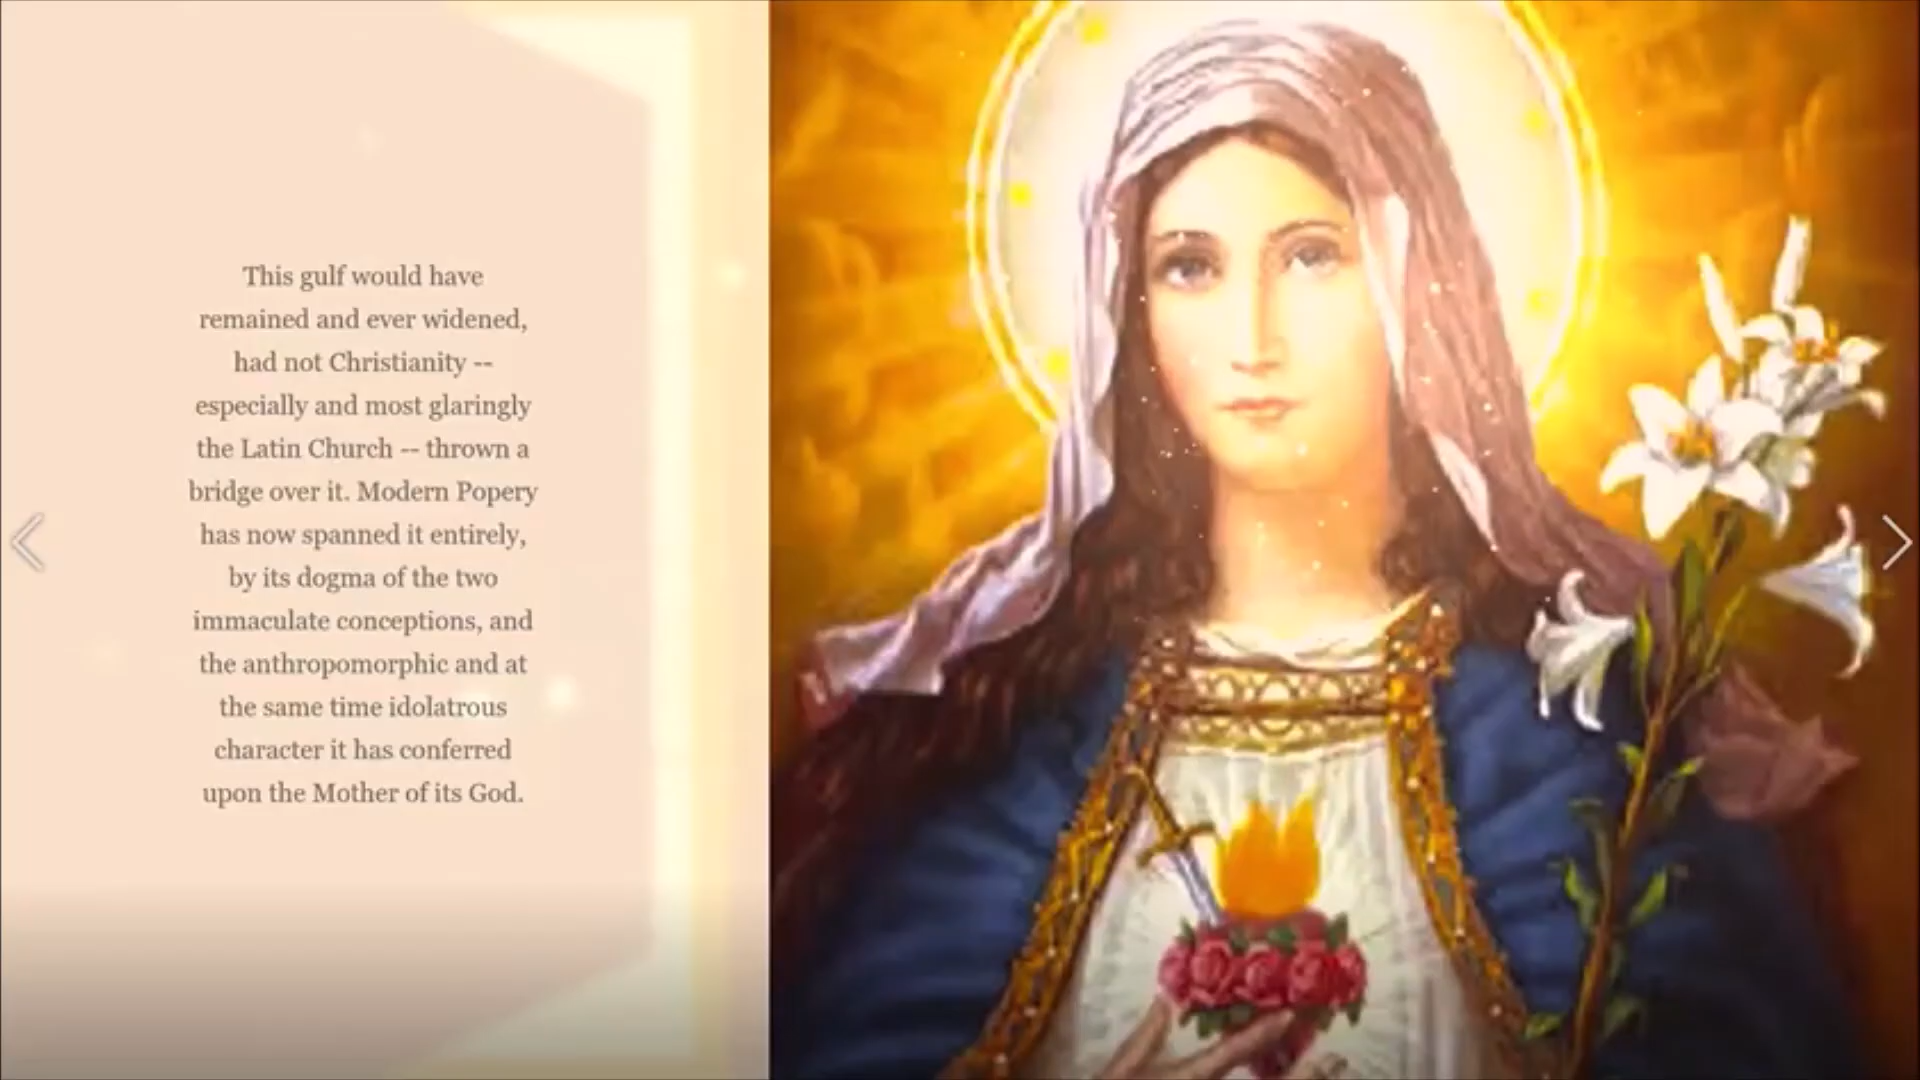 This gulf would have
remained and ever widened,
had not Christianity --
especially and most glaringly
the Latin Church -- thrown a
bridge over it. Modern Popery
has now spanned it entirely,
by its dogma of the two
immaculate conceptions, and
the anthropomorphic and at
the same time idolatrous
character it has conferred
upon the Mother of its God.